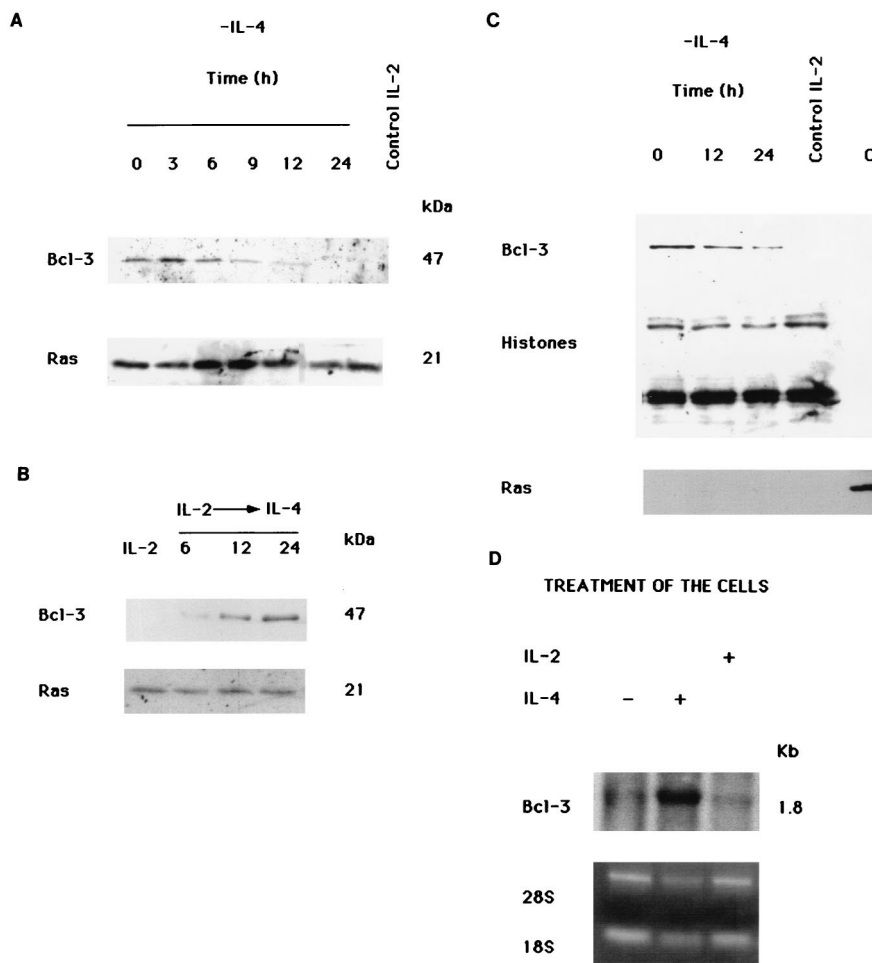 A
-IL-4
Time (h)
Control IL-2
0 3 6 9 12 24
kDa
Bcl-3 47
Ras 21
B
IL-2 → IL-4
IL-2 6 12 24 kDa
Bcl-3 47
Ras 21
C
-IL-4
Time (h)
Control IL-2
0 12 24
Bcl-3
Histones
Ras
D
TREATMENT OF THE CELLS
IL-2 +
IL-4 - +
Kb
Bcl-3 1.8
28S
18S